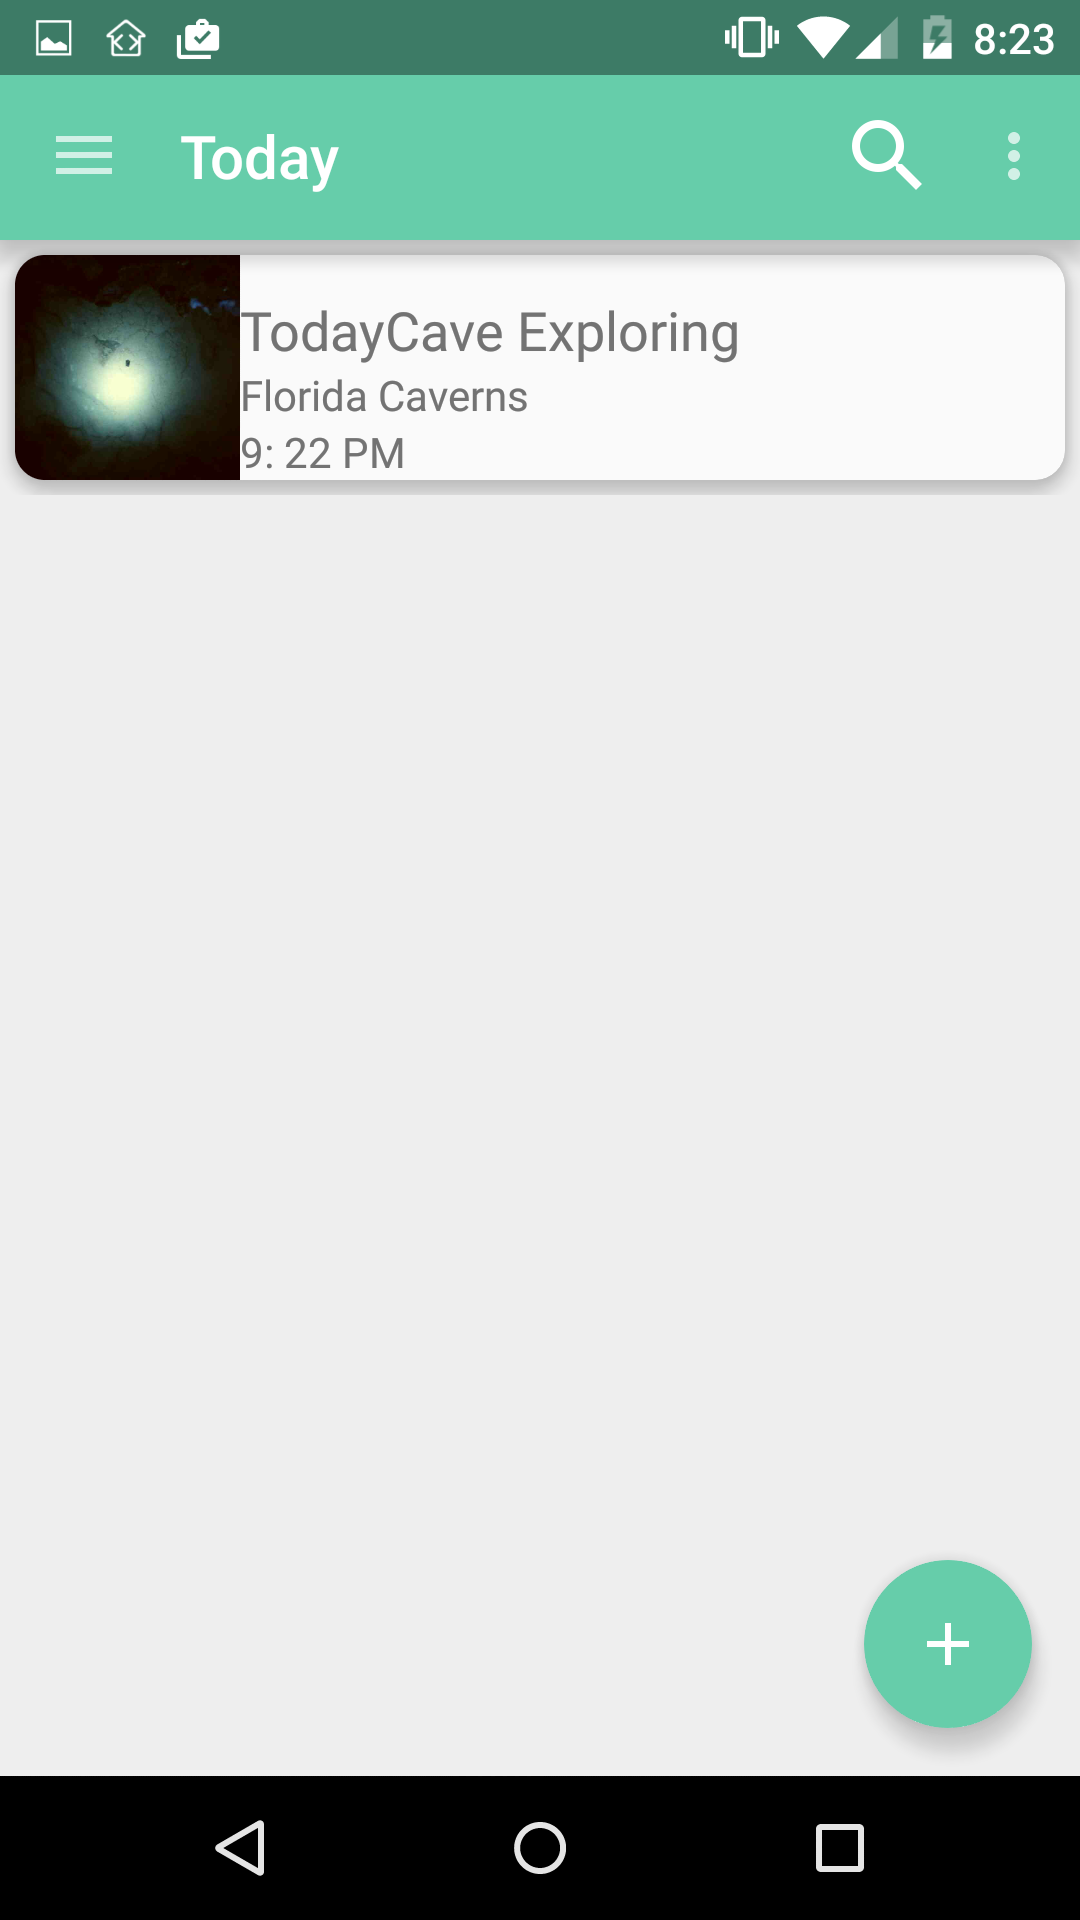 8:23
Today
TodayCave Exploring
Florida Caverns
9: 22 PM